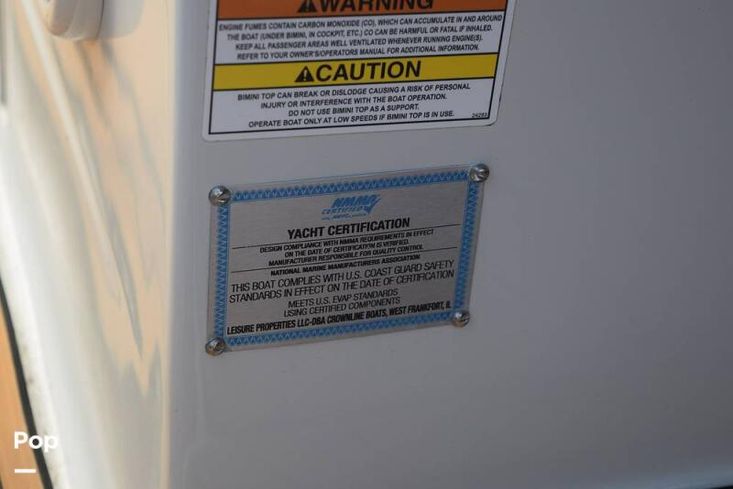 WARNING
ENGINE FUMES CONTAIN CARBON MONOXIDE (CO), WHICH CAN ACCUMULATE IN AND AROUND
THE BOAT (UNDER BIMINI, IN COCKPIT, ETC.) CO CAN BE HARMFUL OR FATAL IF INHALED.
KEEP ALL PASSENGER AREAS WELL VENTILATED WHENEVER RUNNING ENGINE(S).
REFER TO YOUR OWNER'S/OPERATORS MANUAL FOR ADDITIONAL INFORMATION.
CAUTION
BIMINI TOP CAN BREAK OR DISLODGE CAUSING A RISK OF PERSONAL
INJURY OR INTERFERENCE WITH THE BOAT OPERATION.
DO NOT USE BIMINI TOP AS A SUPPORT.
OPERATE BOAT ONLY AT LOW SPEEDS IF BIMINI TOP IS IN USE.
NMMA
CERTIFIED
YACHT CERTIFICATION
DESIGN COMPLIANCE WITH NMMA REQUIREMENTS IN EFFECT
ON THE DATE OF CERTIFICATION IS VERIFIED.
MANUFACTURER RESPONSIBLE FOR QUALITY CONTROL
NATIONAL MARINE MANUFACTURERS ASSOCIATION
THIS BOAT COMPLIES WITH U.S. COAST GUARD SAFETY
STANDARDS IN EFFECT ON THE DATE OF CERTIFICATION
MEETS U.S. EVAP STANDARDS
USING CERTIFIED COMPONENTS
LEISURE PROPERTIES LLC-DBA CROWNLINE BOATS, WEST FRANKFORT, IL
Pop